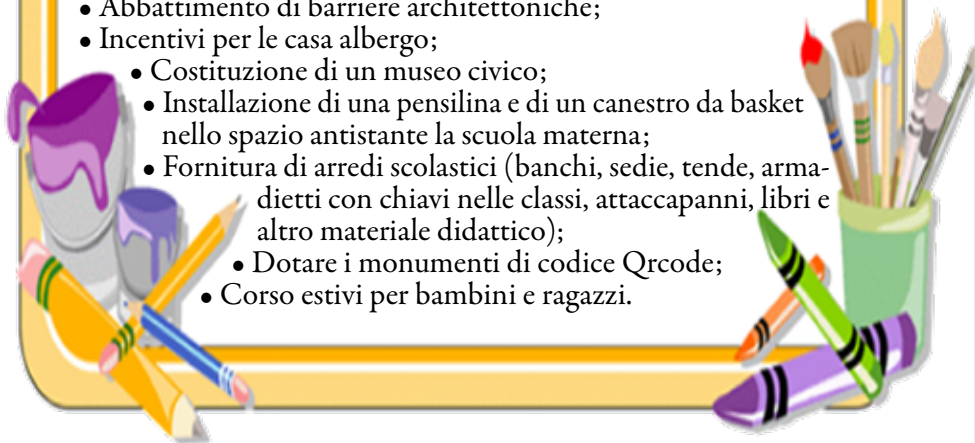 • Abbattimento di barriere architettoniche;
• Incentivi per le casa albergo;
• Costituzione di un museo civico;
• Installazione di una pensilina e di un canestro da basket
nello spazio antistante la scuola materna;
• Fornitura di arredi scolastici (banchi, sedie, tende, arma-
dietti con chiavi nelle classi, attaccapanni, libri e
altro materiale didattico);
• Dotare i monumenti di codice Qrcode;
• Corso estivi per bambini e ragazzi.